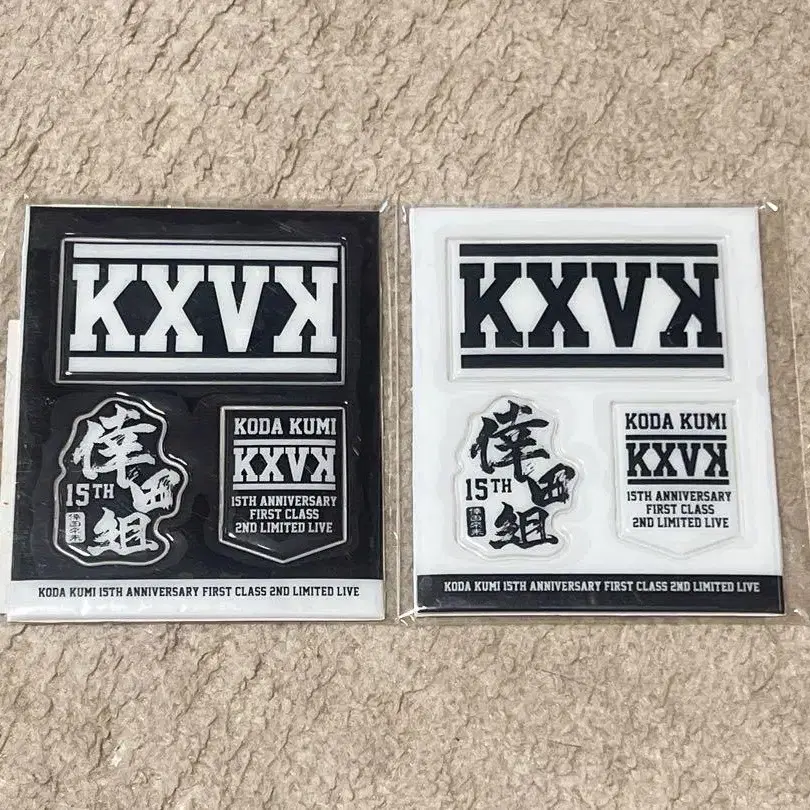 KXVK
倖田組
15TH
倖田來未
KODA KUMI
KXVK
15TH ANNIVERSARY
FIRST CLASS
2ND LIMITED LIVE
KODA KUMI 15TH ANNIVERSARY FIRST CLASS 2ND LIMITED LIVE
KXVK
倖田組
15TH
倖田來未
KODA KUMI
KXVK
15TH ANNIVERSARY
FIRST CLASS
2ND LIMITED LIVE
KODA KUMI 15TH ANNIVERSARY FIRST CLASS 2ND LIMITED LIVE